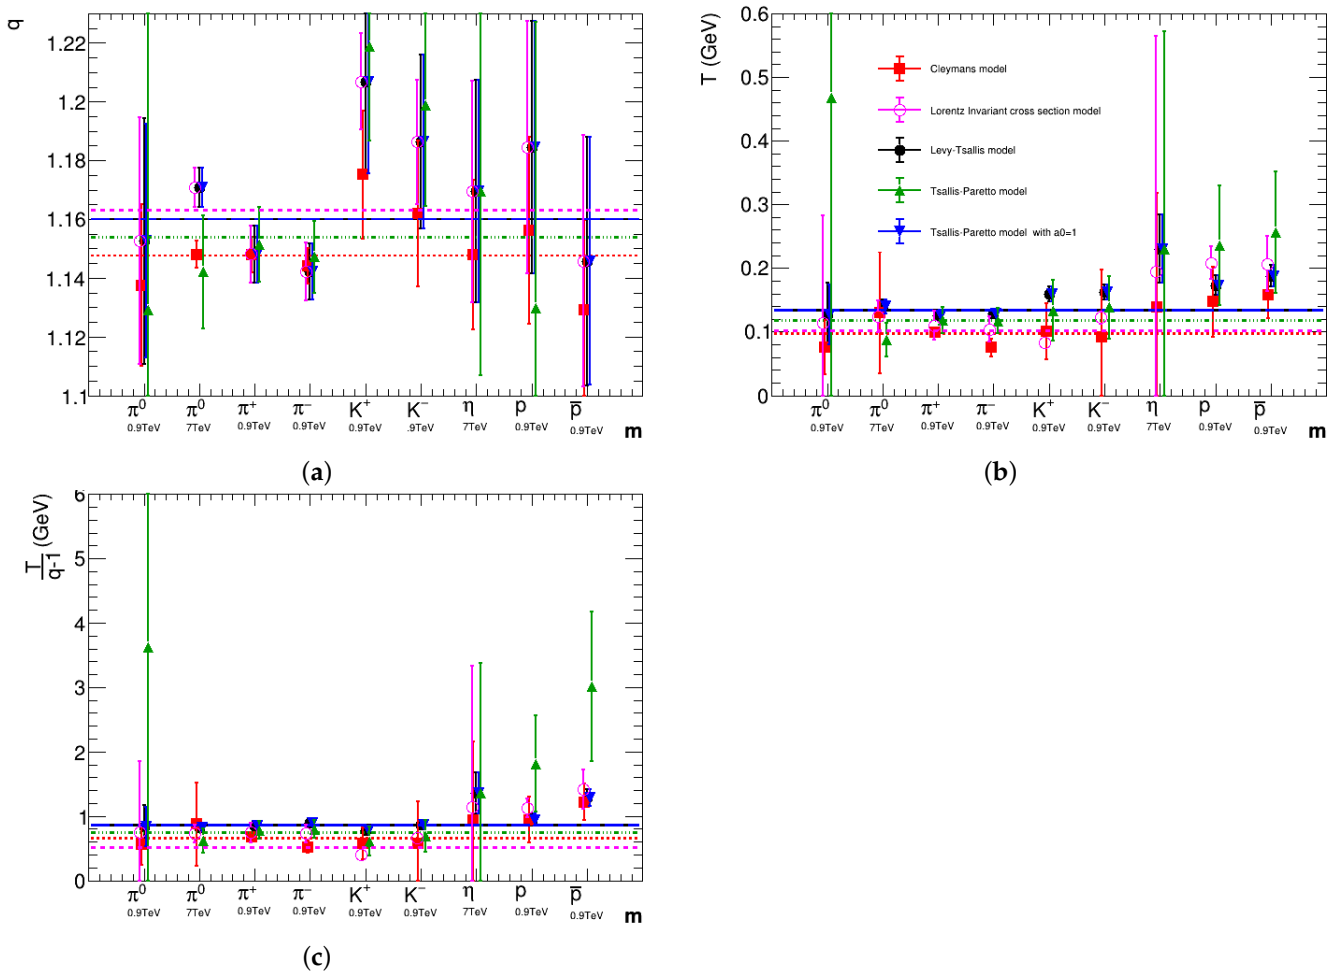 q
1.22
1.2
1.18
1.16
1.14
1.12
1.1
π⁰ π⁰ π⁺ π⁻ K⁺ K⁻ η p p̅
0.9TeV 7TeV 0.9TeV 0.9TeV 0.9TeV .9TeV 7TeV 0.9TeV 0.9TeV
m
(a)
T (GeV)
0.6
0.5
0.4
0.3
0.2
0.1
0
Cleymans model
Lorentz Invariant cross section model
Levy-Tsallis model
Tsallis-Paretto model
Tsallis-Paretto model with a0=1
π⁰ π⁰ π⁺ π⁻ K⁺ K⁻ η p p̅
0.9TeV 7TeV 0.9TeV 0.9TeV 0.9TeV 0.9TeV 7TeV 0.9TeV 0.9TeV
m
(b)
T/q-1 (GeV)
6
5
4
3
2
1
0
π⁰ π⁰ π⁺ π⁻ K⁺ K⁻ η p p̅
0.9TeV 7TeV 0.9TeV 0.9TeV 0.9TeV 0.9TeV 7TeV 0.9TeV 0.9TeV
m
(c)